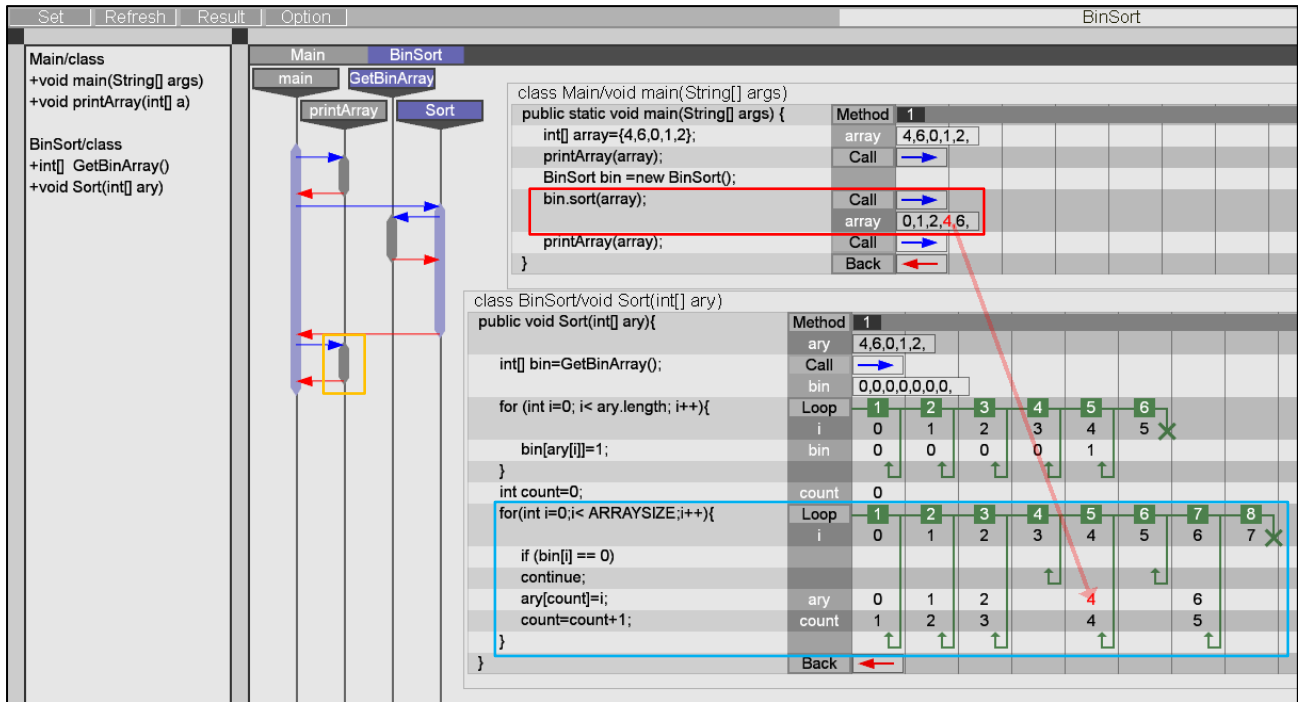 Set Refresh Result Option BinSort
Main/class
+void main(String[] args)
+void printArray(int[] a)
BinSort/class
+int[] GetBinArray()
+void Sort(int[] ary)
Main BinSort
main GetBinArray
printArray Sort
class Main/void main(String[] args)
public static void main(String[] args) { Method 1
int[] array={4,6,0,1,2}; array 4,6,0,1,2,
printArray(array); Call
BinSort bin =new BinSort();
bin.sort(array); Call
array 0,1,2,4,6,
printArray(array); Call
} Back
class BinSort/void Sort(int[] ary)
public void Sort(int[] ary){ Method 1
ary 4,6,0,1,2,
int[] bin=GetBinArray(); Call
bin 0,0,0,0,0,0,0,
for (int i=0; i< ary.length; i++){ Loop 1 2 3 4 5 6
i 0 1 2 3 4 5
bin[ary[i]]=1; bin 0 0 0 0 1
}
int count=0; count 0
for(int i=0;i< ARRAYSIZE;i++){ Loop 1 2 3 4 5 6 7 8
i 0 1 2 3 4 5 6 7
if (bin[i] == 0)
continue;
ary[count]=i; ary 0 1 2 4 6
count=count+1; count 1 2 3 4 5
}
} Back